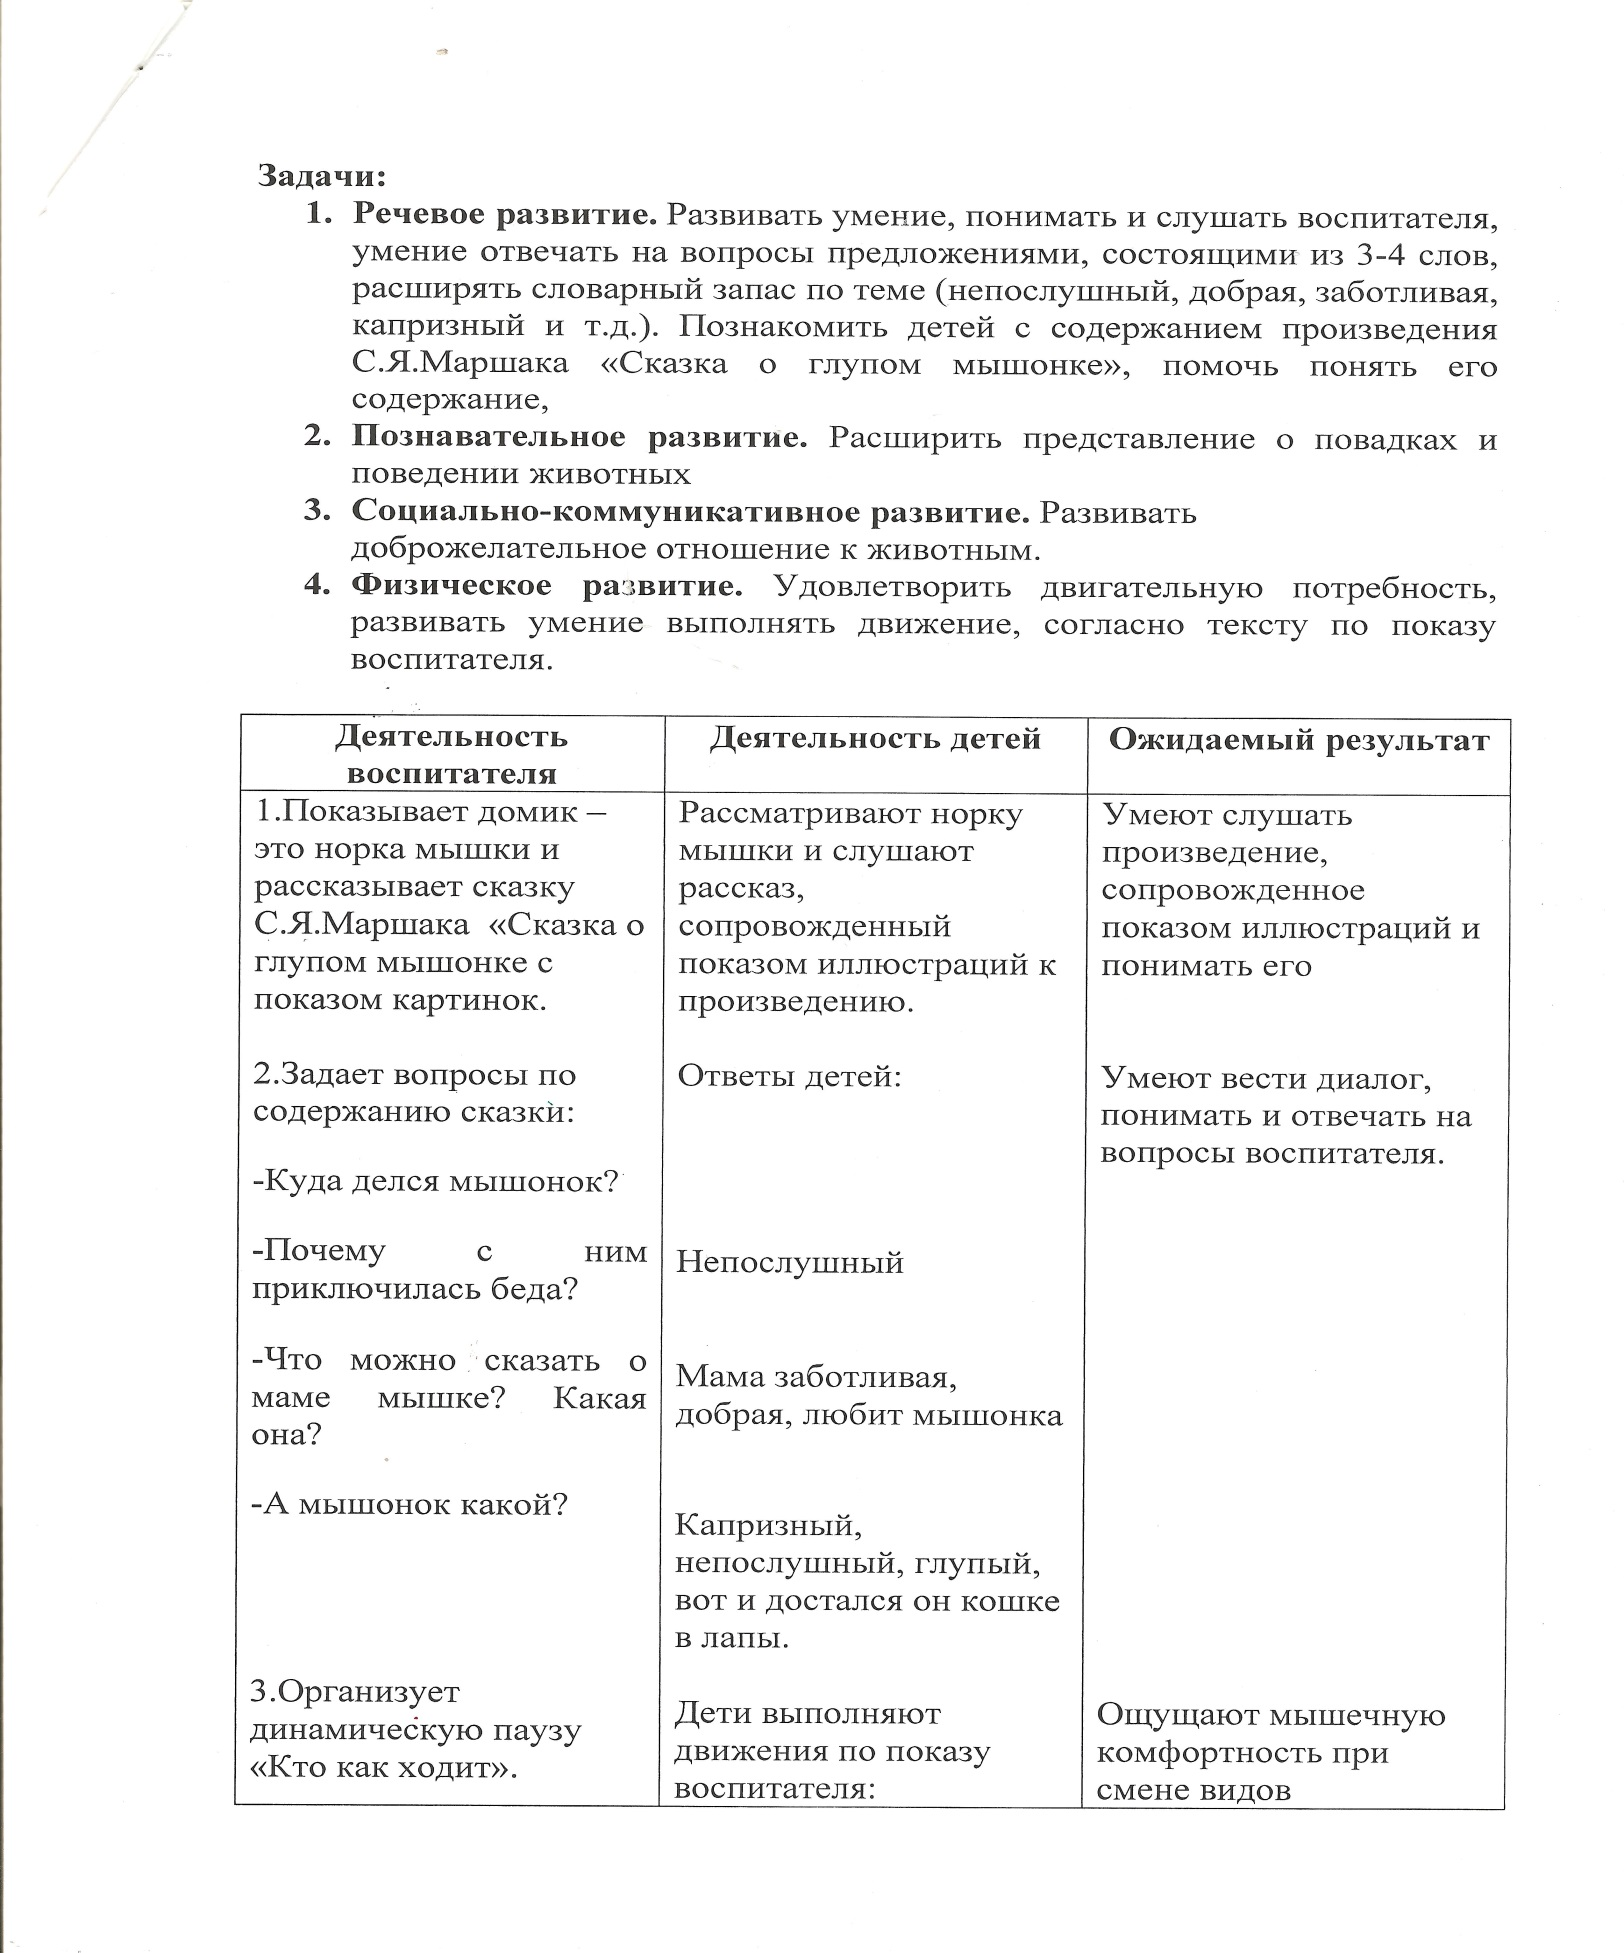 Задачи:
1. Речевое развитие. Развивать умение, понимать и слушать воспитателя,
умение отвечать на вопросы предложениями, состоящими из 3-4 слов,
расширять словарный запас по теме (непослушный, добрая, заботливая,
капризный и т.д.). Познакомить детей с содержанием произведения
С.Я.Маршака «Сказка о глупом мышонке», помочь понять его
содержание,
2. Познавательное развитие. Расширить представление о повадках и
поведении животных
3. Социально-коммуникативное развитие. Развивать
доброжелательное отношение к животным.
4. Физическое развитие. Удовлетворить двигательную потребность,
развивать умение выполнять движение, согласно тексту по показу
воспитателя.
Деятельность
воспитателя
Деятельность детей
Ожидаемый результат
1.Показывает домик –
это норка мышки и
рассказывает сказку
С.Я.Маршака «Сказка о
глупом мышонке с
показом картинок.
Рассматривают норку
мышки и слушают
рассказ,
сопровожденный
показом иллюстраций к
произведению.
Умеют слушать
произведение,
сопровожденное
показом иллюстраций и
понимать его
2.Задает вопросы по
содержанию сказки:
Ответы детей:
Умеют вести диалог,
понимать и отвечать на
вопросы воспитателя.
-Куда делся мышонок?
-Почему с ним
приключилась беда?
Непослушный
-Что можно сказать о
маме мышке? Какая
она?
Мама заботливая,
добрая, любит мышонка
-А мышонок какой?
Капризный,
непослушный, глупый,
вот и достался он кошке
в лапы.
3.Организует
динамическую паузу
«Кто как ходит».
Дети выполняют
движения по показу
воспитателя:
Ощущают мышечную
комфортность при
смене видов